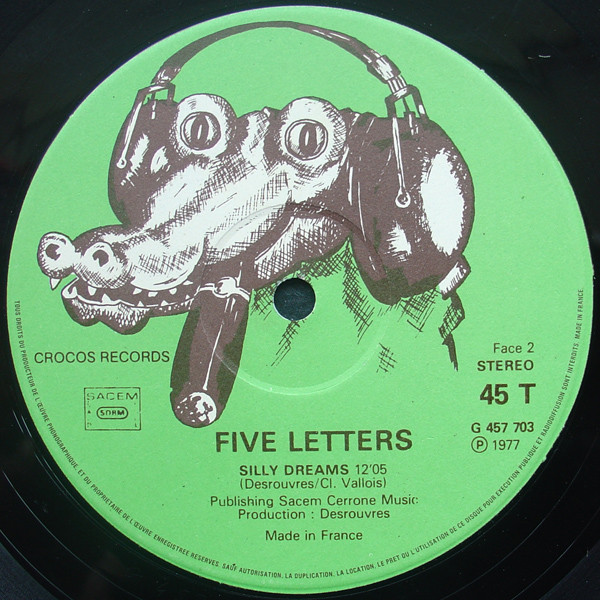 CROCOS RECORDS
Face 2
STEREO
45 T
SACEM
SDRM
G 457 703
Ⓟ 1977
FIVE LETTERS
SILLY DREAMS 12'05
(Desrouvres/Cl. Vallois)
Publishing Sacem Cerrone Music
Production : Desrouvres
Made in France
TOUS DROITS DU PRODUCTEUR DE L'ŒUVRE PHONOGRAPHIQUE ET DU PROPRIETAIRE DE L'ŒUVRE ENREGISTREE RESERVES. SAUF AUTORISATION, LA DUPLICATION, LA LOCATION, LE PRET OU L'UTILISATION DE CE DISQUE POUR EXECUTION PUBLIQUE ET RADIODIFFUSION SONT INTERDITS. MADE IN FRANCE.